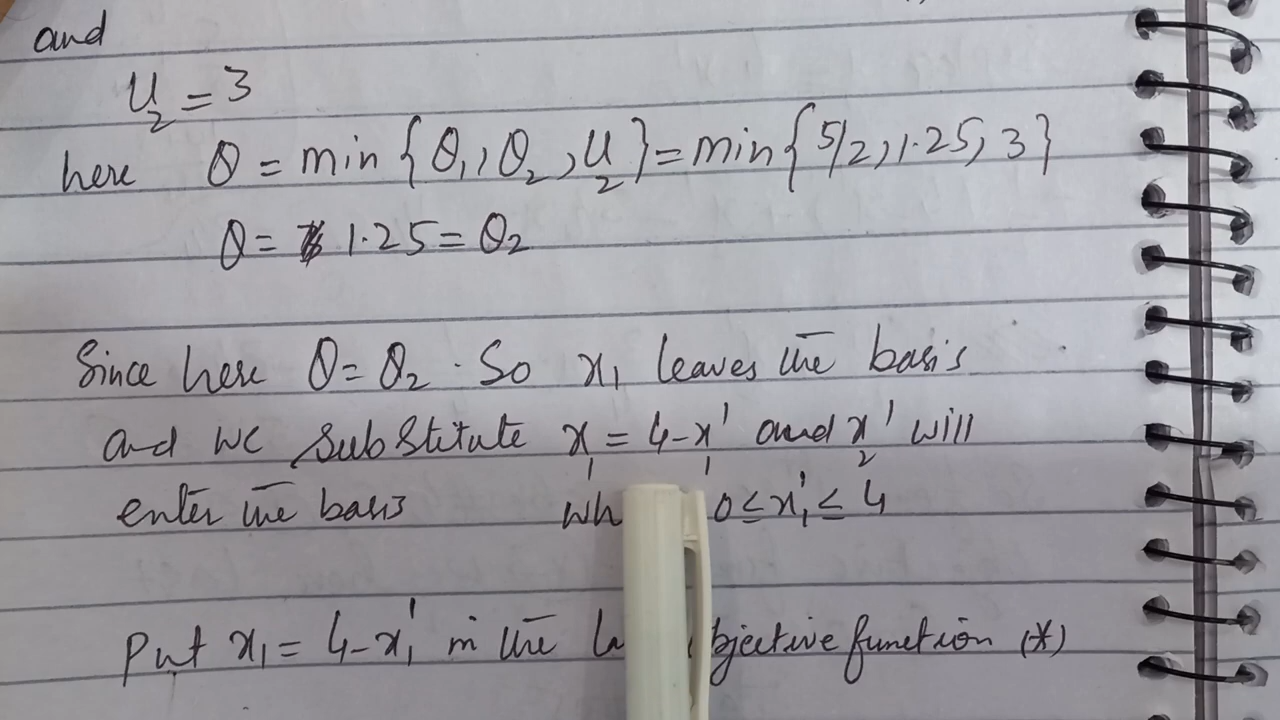 and
U₂ = 3
here θ = min {θ₁, θ₂, U₂} = min {5/2, 1.25, 3}
θ = 1.25 = θ₂
Since here θ = θ₂. So x₁ leaves the basis
and we substitute x₁ = 4-x₁' and x₂' will
enter the basis 0 ≤ x₁' ≤ 4
Put x₁ = 4-x₁' in the function (*)